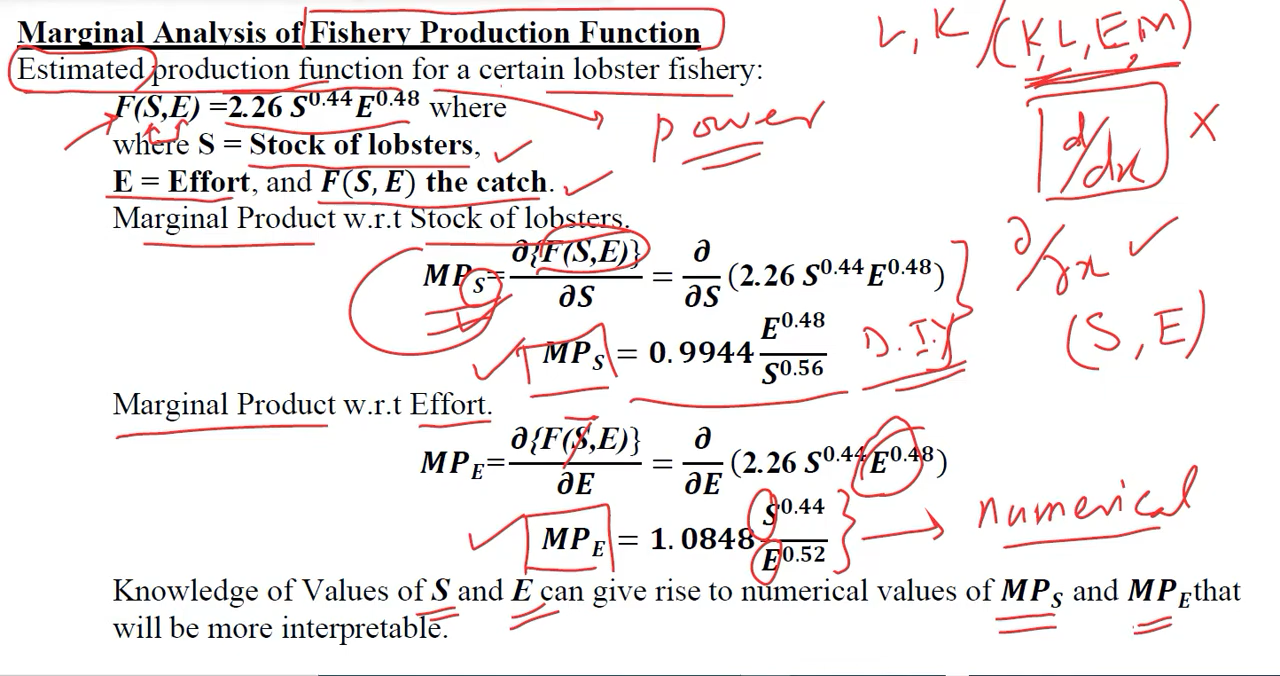 Marginal Analysis of Fishery Production Function
L, K /(K, L, E, M)
Estimated production function for a certain lobster fishery:
F(S,E) =2.26 S^0.44 E^0.48 where
power
d/dx X
where S = Stock of lobsters,
E = Effort, and F(S, E) the catch.
Marginal Product w.r.t Stock of lobsters.
MP_S = ∂{F(S,E)}/∂S = ∂/∂S (2.26 S^0.44 E^0.48)
∂/∂x
(S, E)
MP_S = 0.9944 E^0.48/S^0.56
D.I.Y
Marginal Product w.r.t Effort.
MP_E= ∂{F(S,E)}/∂E = ∂/∂E (2.26 S^0.44 E^0.48)
MP_E = 1.0848 S^0.44/E^0.52
numerical
Knowledge of Values of S and E can give rise to numerical values of MP_S and MP_E that
will be more interpretable.